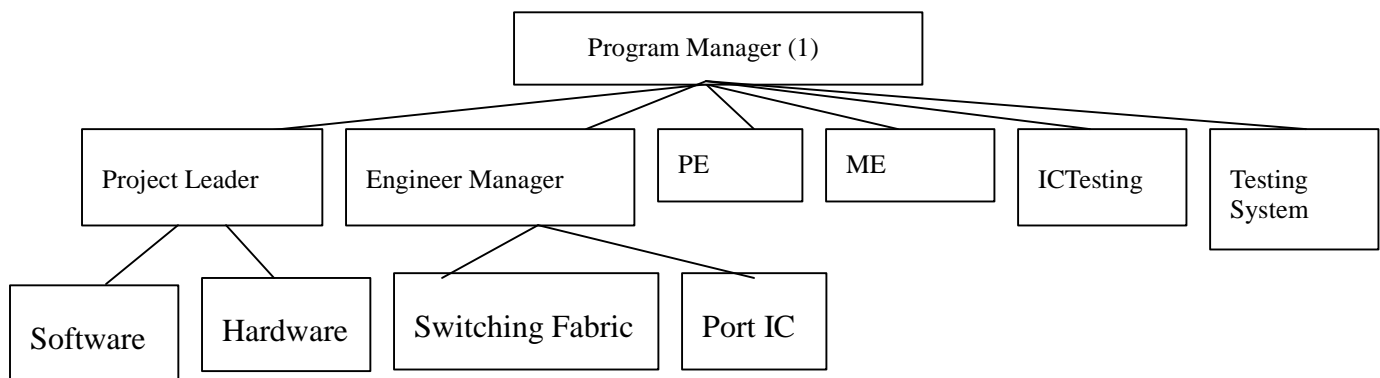 Program Manager (1)
Project Leader
Engineer Manager
PE
ME
ICTesting
Testing
System
Software
Hardware
Switching Fabric
Port IC